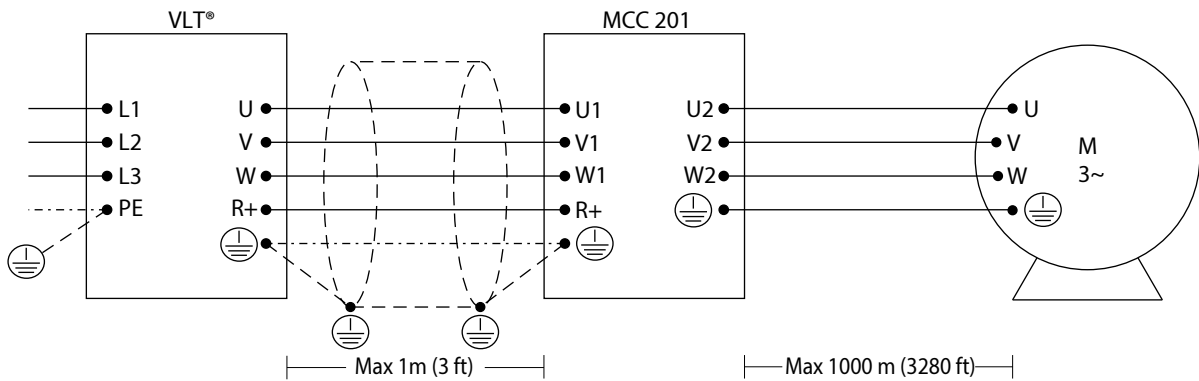 VLT® MCC 201
L1 U U1 U2 U
L2 V V1 V2 V M
L3 W W1 W2 W 3~
PE R+ R+
Max 1m (3 ft) Max 1000 m (3280 ft)